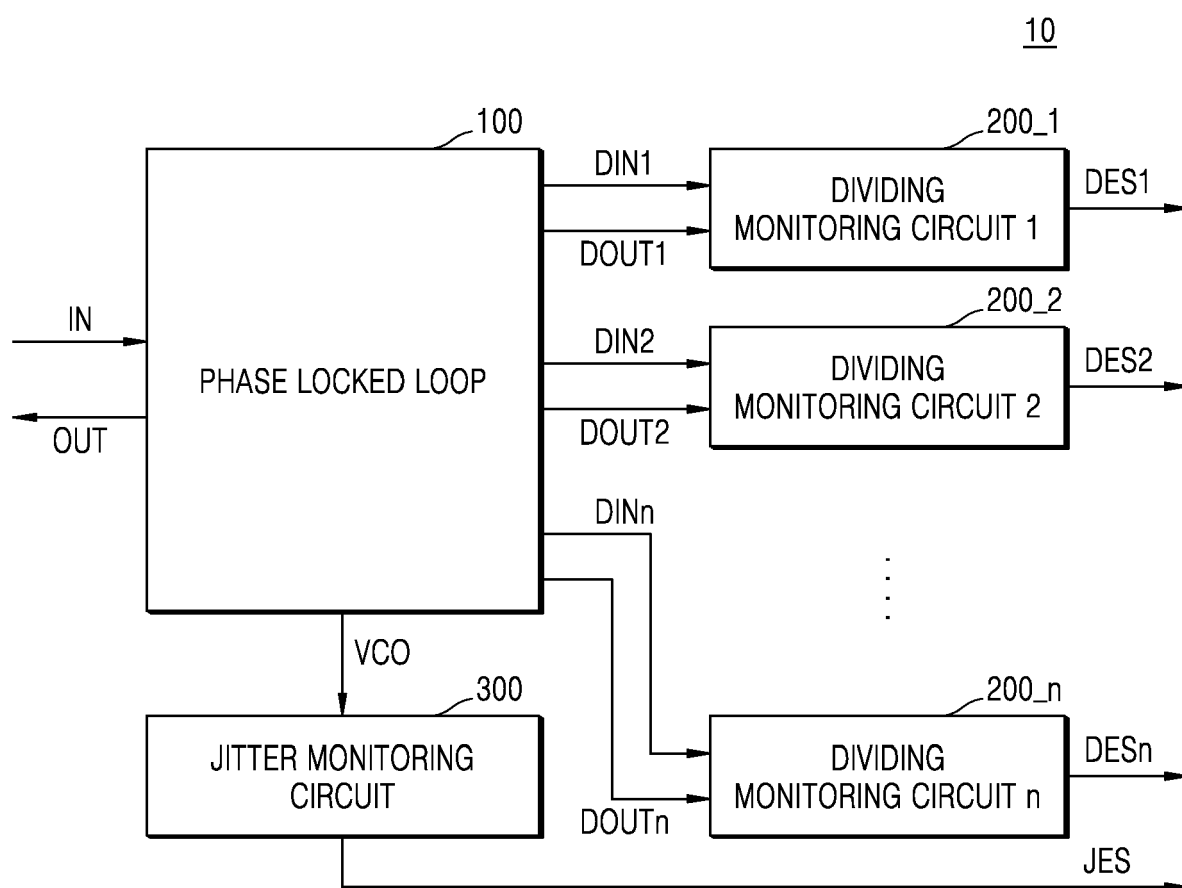 10
100
200_1
DIN1
DIVIDING
MONITORING CIRCUIT 1
DES1
DOUT1
IN
200_2
DIN2
DIVIDING
MONITORING CIRCUIT 2
DES2
PHASE LOCKED LOOP
OUT
DOUT2
DINn
VCO
300
200_n
JITTER MONITORING
CIRCUIT
DIVIDING
MONITORING CIRCUIT n
DESn
DOUTn
JES